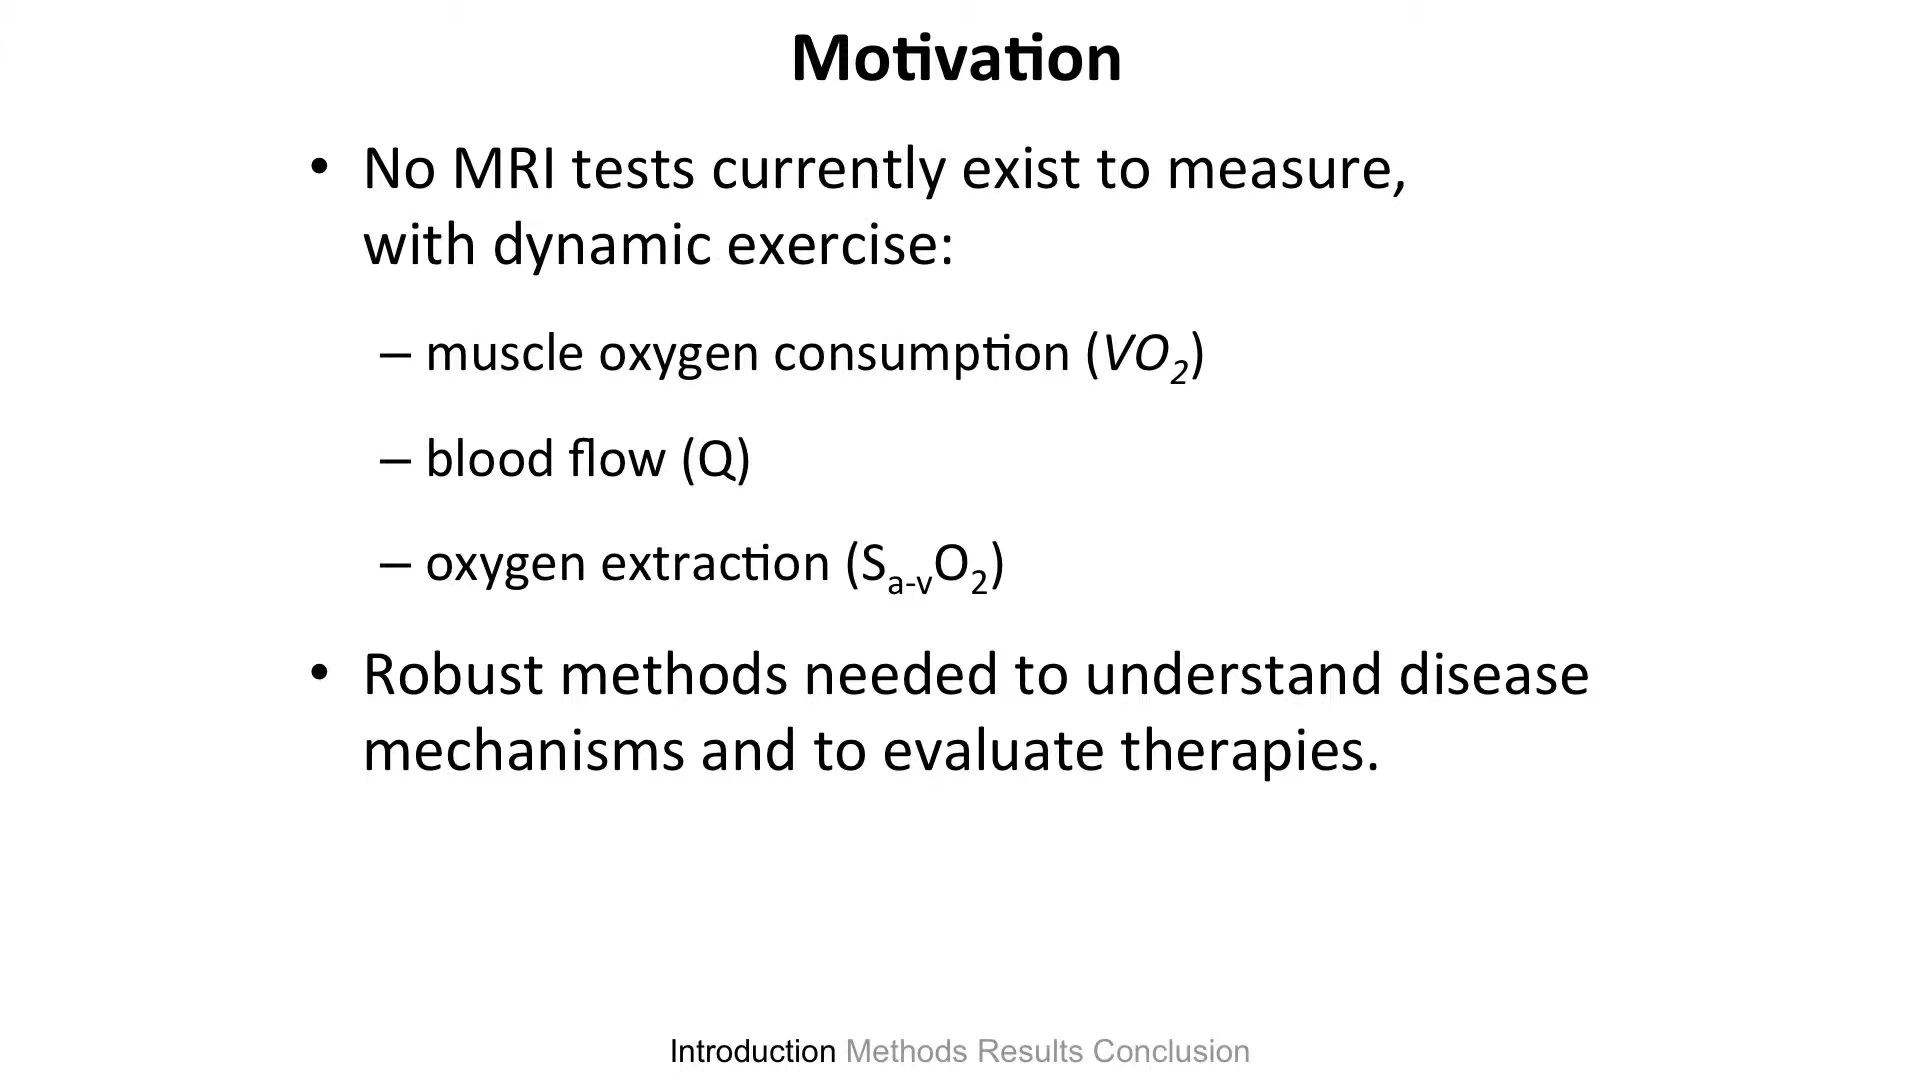 Motivation
• No MRI tests currently exist to measure,
with dynamic exercise:
– muscle oxygen consumption (VO₂)
– blood flow (Q)
– oxygen extraction (Sₐ₋ᵥO₂)
• Robust methods needed to understand disease
mechanisms and to evaluate therapies.
Introduction Methods Results Conclusion